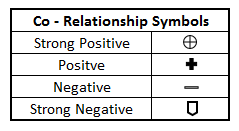 Co - Relationship Symbols
Strong Positive
Positve
Negative
Strong Negative